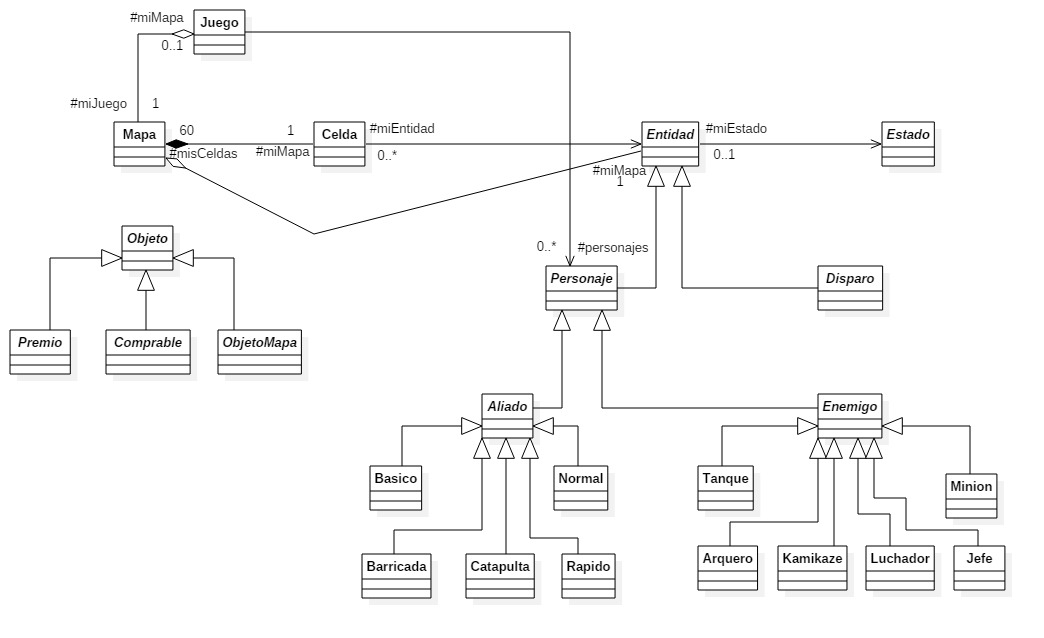 #miMapa
Juego
0..1
#miJuego
1
Mapa
60
#misCeldas
1
#miMapa
Celda
#miEntidad
0..*
Entidad
#miMapa
1
#miEstado
0..1
Estado
Objeto
0..*
#personajes
Personaje
Disparo
Premio
Comprable
ObjetoMapa
Aliado
Enemigo
Basico
Normal
Tanque
Minion
Barricada
Catapulta
Rapido
Arquero
Kamikaze
Luchador
Jefe